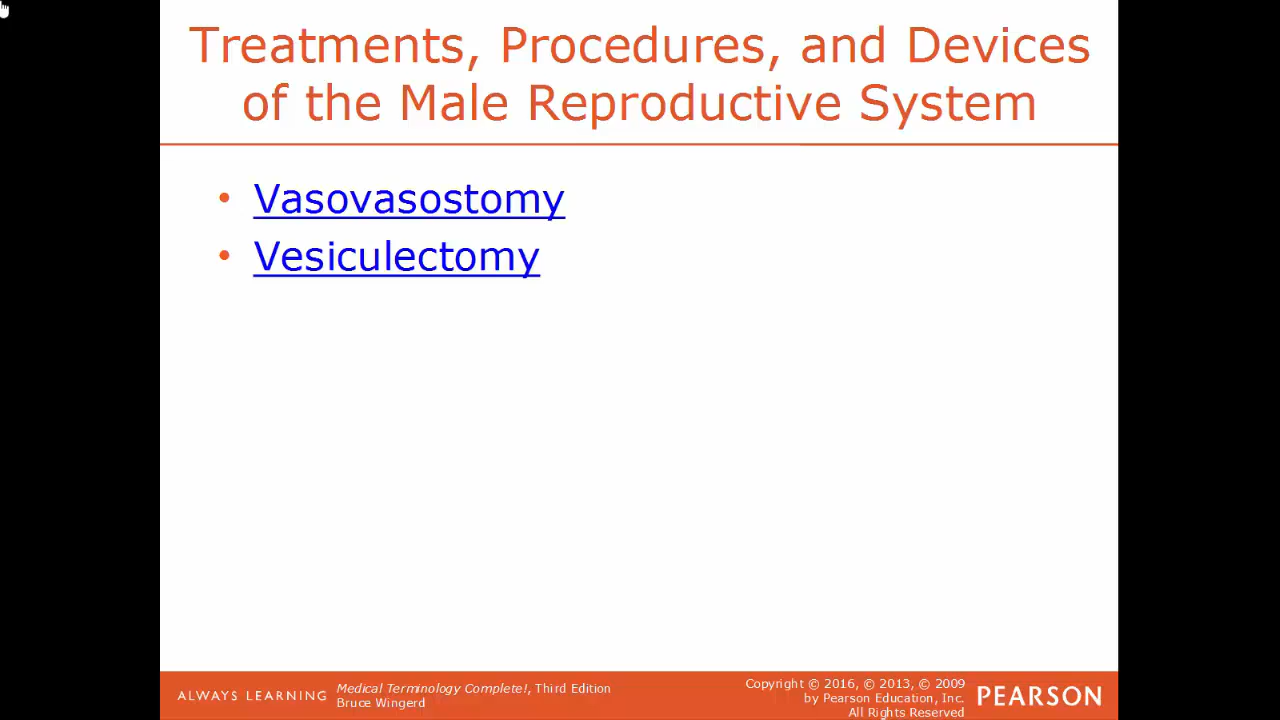 Treatments, Procedures, and Devices
of the Male Reproductive System
• Vasovasostomy
• Vesiculectomy
ALWAYS LEARNING
Medical Terminology Complete!, Third Edition
Bruce Wingerd
Copyright © 2016, © 2013, © 2009
by Pearson Education, Inc.
All Rights Reserved
PEARSON